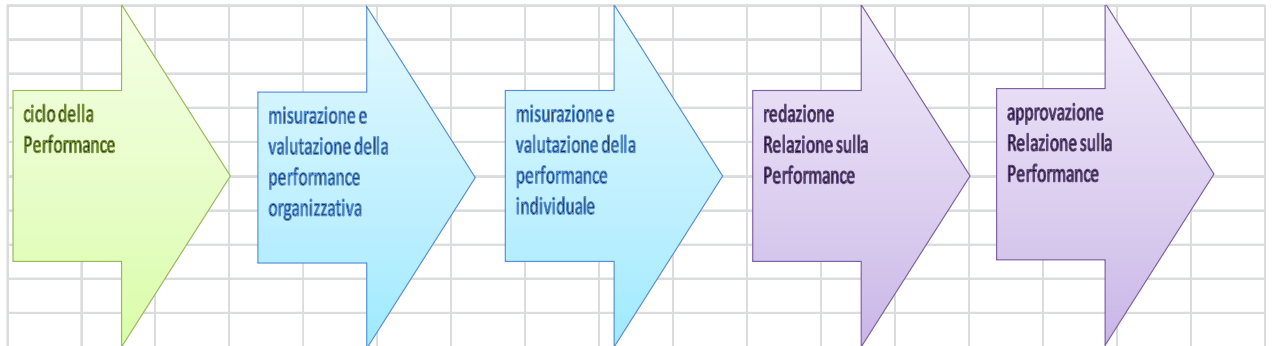 ciclo della
Performance
misurazione e
valutazione della
performance
organizzativa
misurazione e
valutazione della
performance
individuale
redazione
Relazione sulla
Performance
approvazione
Relazione sulla
Performance